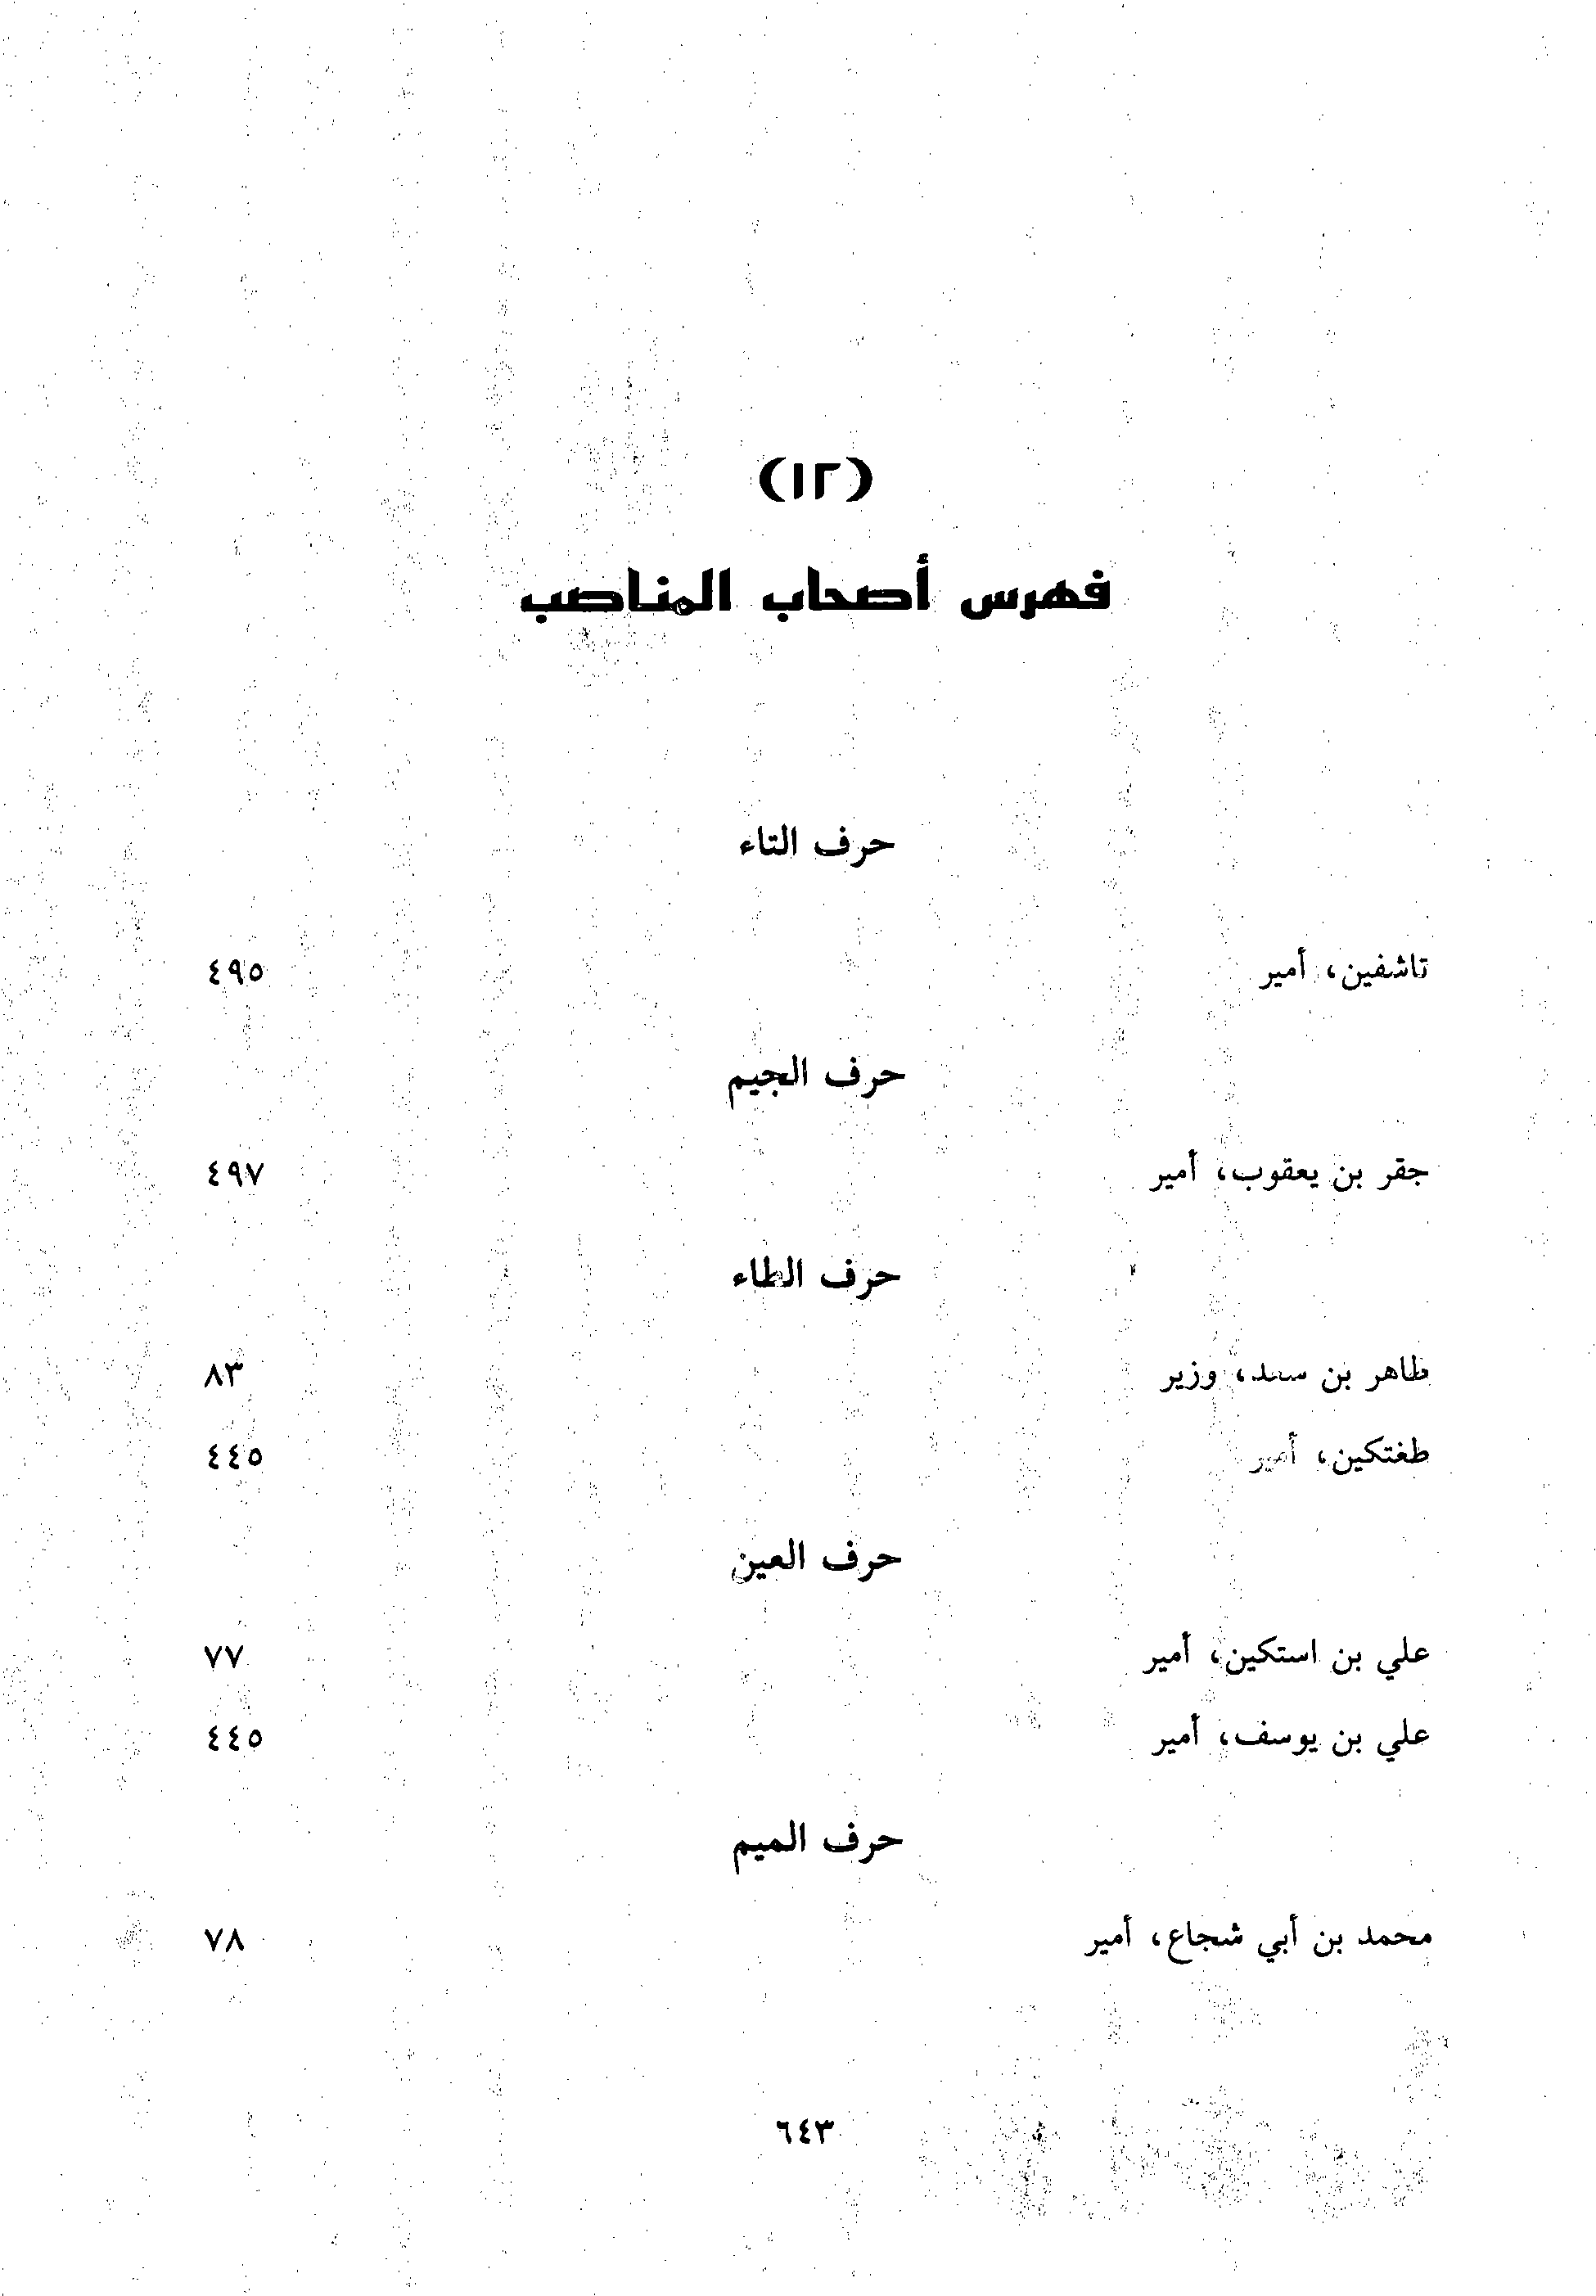 (١٢)
فهرس أصحاب المناصب
حرف التاء
تاشفين، أمير ٤٩٥
حرف الجيم
جقر بن يعقوب، أمير ٤٩٧
حرف الطاء
طاهر بن سعد، وزير ٨٣
طغتكين، أمير ٤٤٥
حرف العين
علي بن استكين، أمير ٧٧
علي بن يوسف، أمير ٤٤٥
حرف الميم
محمد بن أبي شجاع، أمير ٧٨
٦٤٣